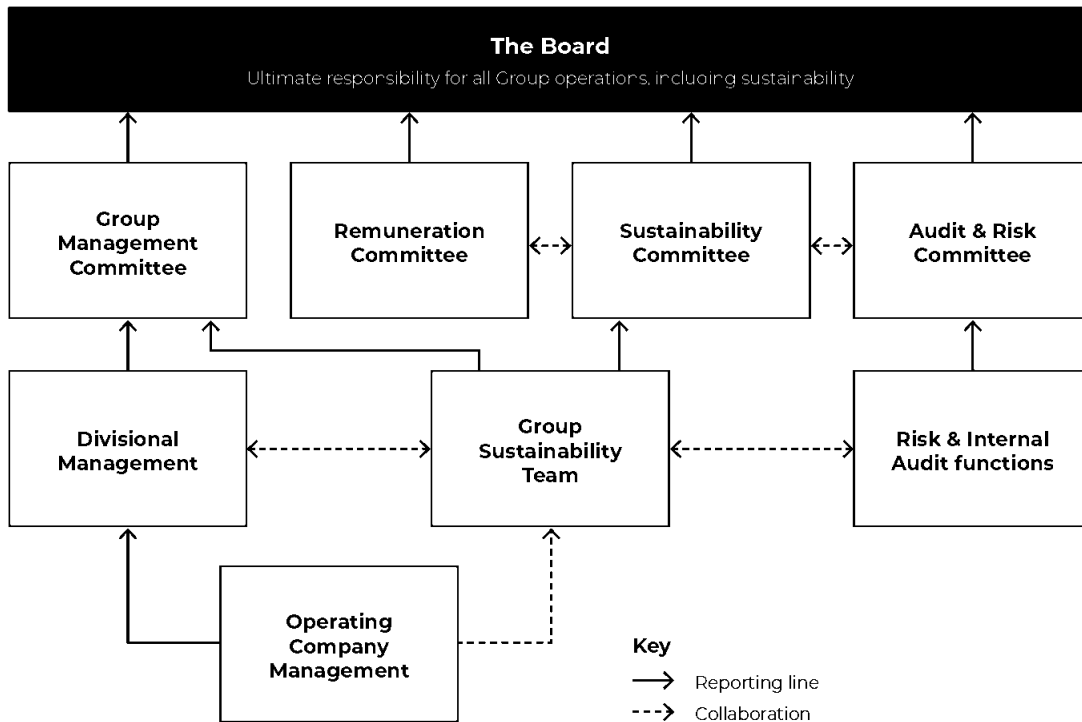 The Board
Ultimate responsibility for all Group operations, incluoing sustainability
Group
Management
Committee
Remuneration
Committee
Sustainability
Committee
Audit & Risk
Committee
Divisional
Management
Group
Sustainability
Team
Risk & Internal
Audit functions
Operating
Company
Management
Key
Reporting line
Collaboration